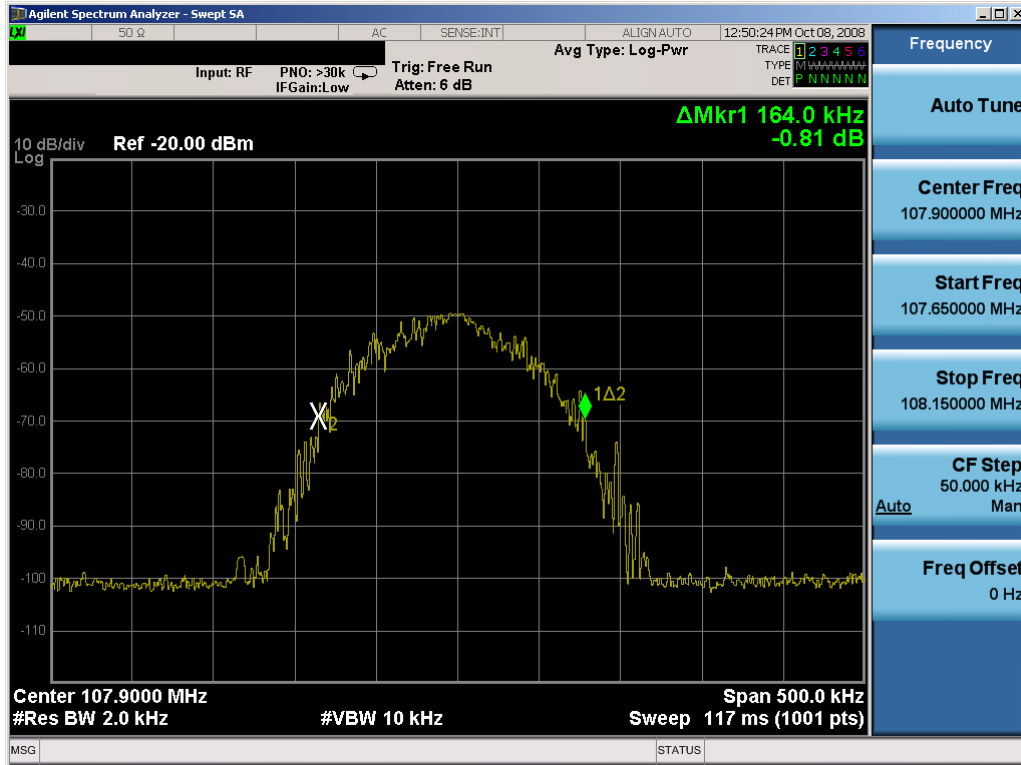 Agilent Spectrum Analyzer - Swept SA
LXI 50 Ω AC SENSE:INT ALIGN AUTO 12:50:24 PM Oct 08, 2008
Input: RF PNO: >30k IFGain:Low
Trig: Free Run
Atten: 6 dB
Avg Type: Log-Pwr
TRACE 1 2 3 4 5 6
TYPE M
DET P N N N N N
ΔMkr1 164.0 kHz
-0.81 dB
10 dB/div Ref -20.00 dBm
Log
-30.0
-40.0
-50.0
-60.0
1Δ2
-70.0
X2
-80.0
-90.0
-100
-110
Center 107.9000 MHz Span 500.0 kHz
#Res BW 2.0 kHz #VBW 10 kHz Sweep 117 ms (1001 pts)
MSG STATUS
Frequency
Auto Tune
Center Freq
107.900000 MHz
Start Freq
107.650000 MHz
Stop Freq
108.150000 MHz
CF Step
50.000 kHz
Auto Man
Freq Offset
0 Hz